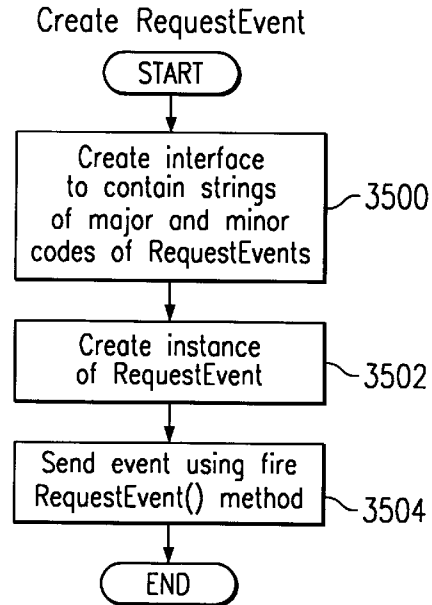 Create RequestEvent
START
Create interface
to contain strings
of major and minor
codes of RequestEvents
3500
Create instance
of RequestEvent
3502
Send event using fire
RequestEvent() method
3504
END